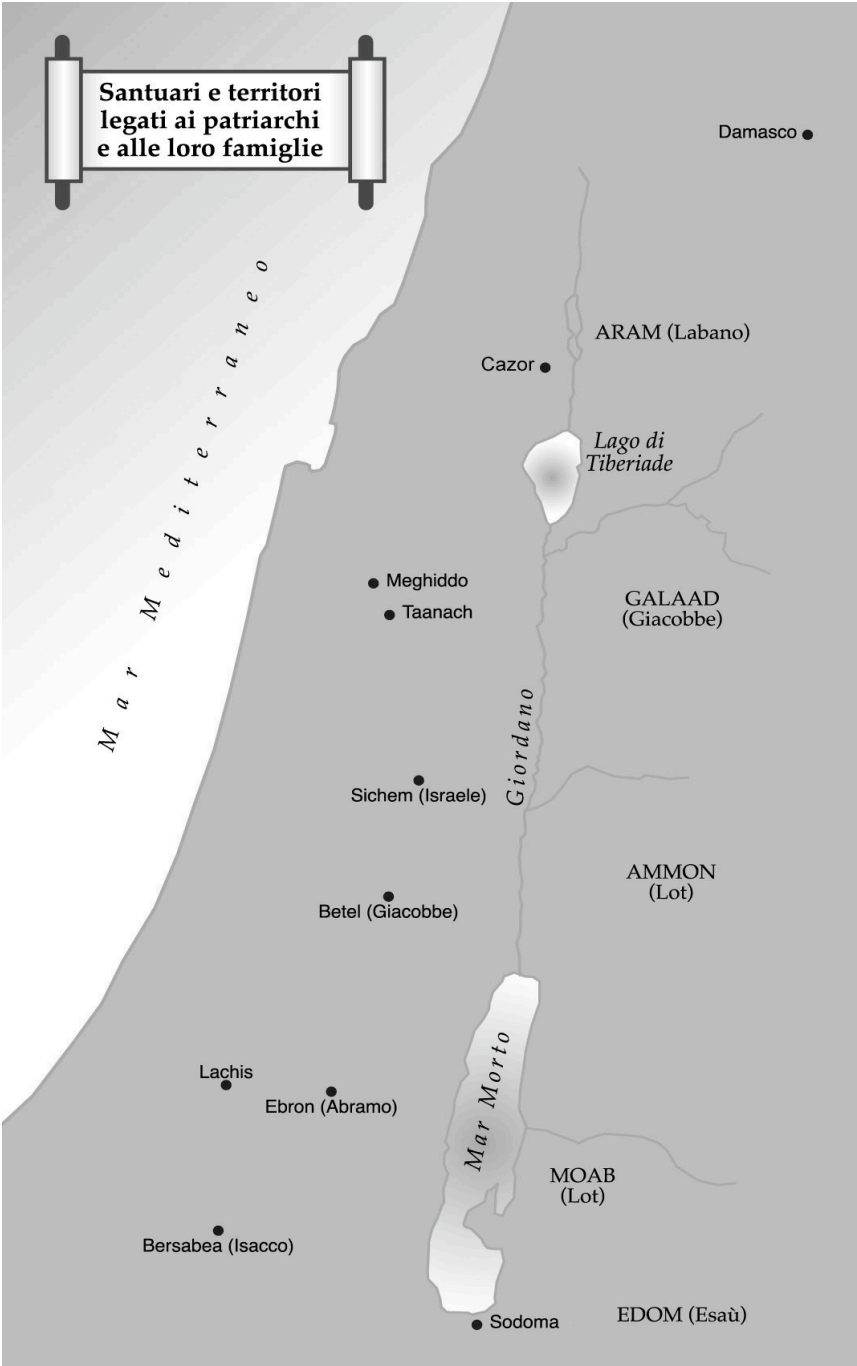 Santuari e territori
legati ai patriarchi
e alle loro famiglie
Damasco
Mar Mediterraneo
ARAM (Labano)
Cazor
Lago di
Tiberiade
Meghiddo
Taanach
GALAAD
(Giacobbe)
Giordano
Sichem (Israele)
AMMON
(Lot)
Betel (Giacobbe)
Mar Morto
Lachis
Ebron (Abramo)
MOAB
(Lot)
Bersabea (Isacco)
Sodoma
EDOM (Esaù)